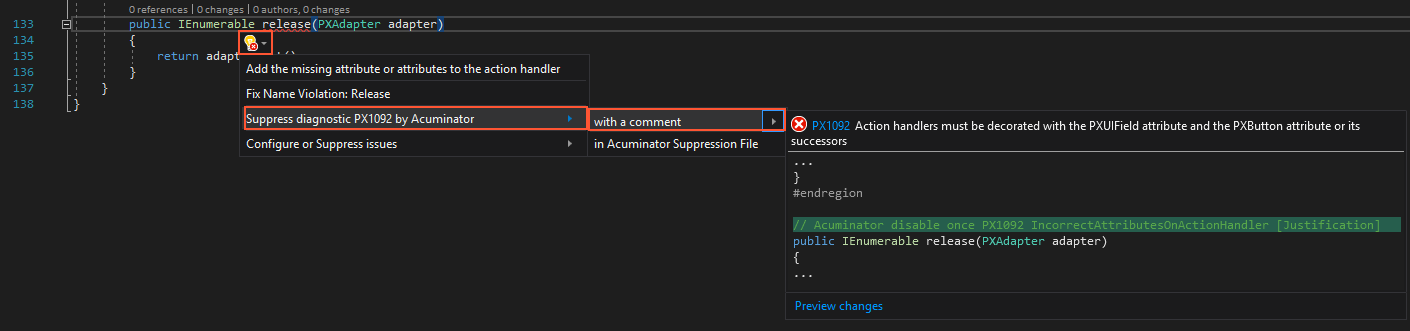 0 references | 0 changes | 0 authors, 0 changes
133 public IEnumerable release(PXAdapter adapter)
134 {
135 return adap
136 }
137 }
138 }
Add the missing attribute or attributes to the action handler
Fix Name Violation: Release
Suppress diagnostic PX1092 by Acuminator
Configure or Suppress issues
with a comment
in Acuminator Suppression File
PX1092 Action handlers must be decorated with the PXUIField attribute and the PXButton attribute or its
successors
...
}
#endregion
// Acuminator disable once PX1092 IncorrectAttributesOnActionHandler [Justification]
public IEnumerable release(PXAdapter adapter)
{
...
Preview changes